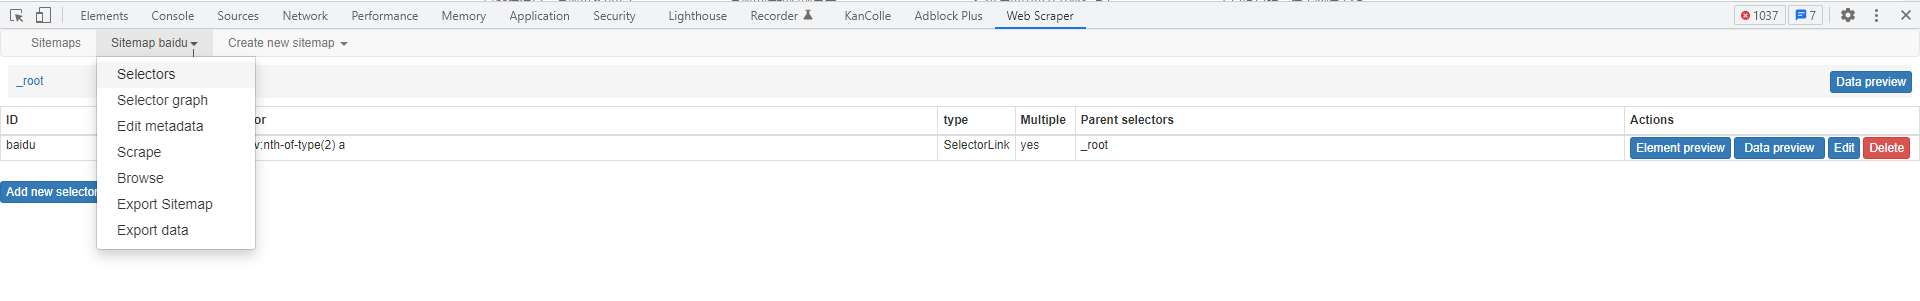 Elements Console Sources Network Performance Memory Application Security Lighthouse Recorder KanColle Adblock Plus Web Scraper 1037 7
Sitemaps Sitemap baidu Create new sitemap
_root Data preview
Selectors
Selector graph
Edit metadata
Scrape
Browse
Export Sitemap
Export data
ID or type Multiple Parent selectors Actions
baidu v:nth-of-type(2) a SelectorLink yes _root Element preview Data preview Edit Delete
Add new selector